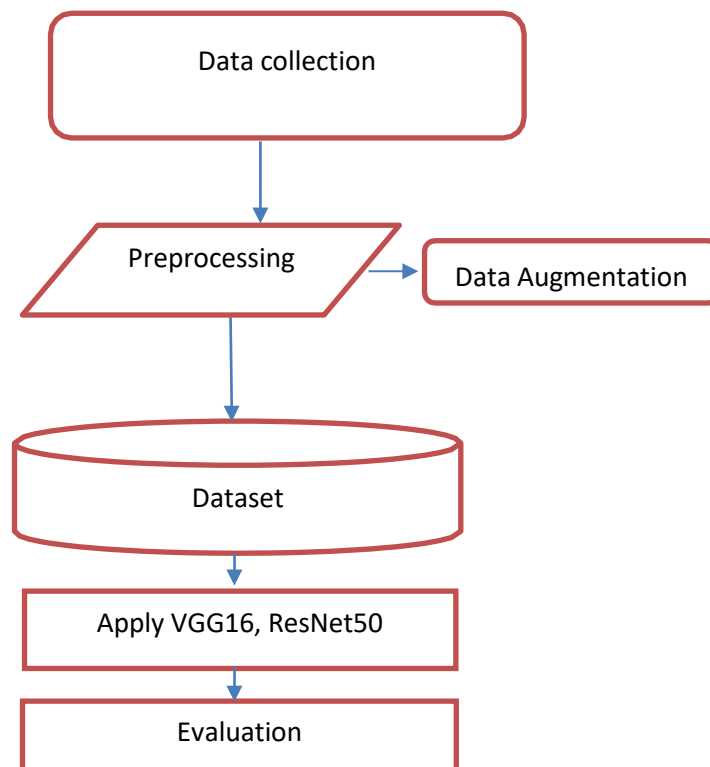 Data collection
Preprocessing
Data Augmentation
Dataset
Apply VGG16, ResNet50
Evaluation